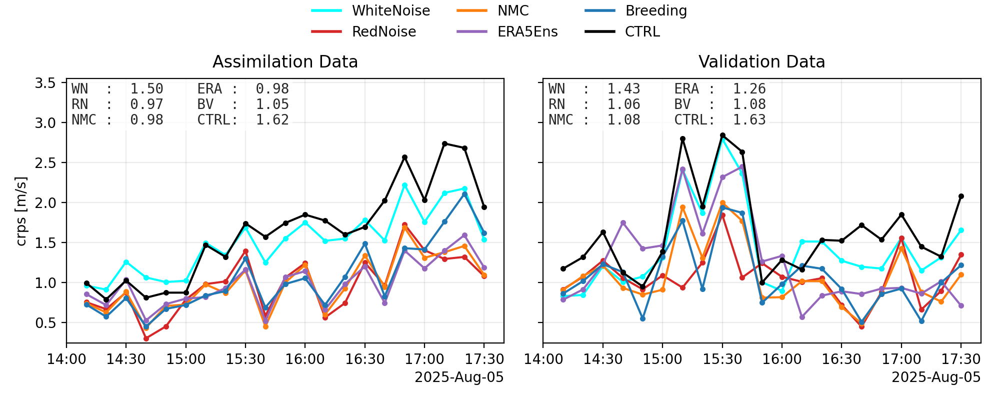 WhiteNoise NMC Breeding
RedNoise ERA5Ens CTRL
Assimilation Data
WN : 1.50 ERA : 0.98
RN : 0.97 BV : 1.05
NMC : 0.98 CTRL: 1.62
3.5
3.0
2.5
2.0
1.5
1.0
0.5
crps [m/s]
14:00 14:30 15:00 15:30 16:00 16:30 17:00 17:30
2025-Aug-05
Validation Data
WN : 1.43 ERA : 1.26
RN : 1.06 BV : 1.08
NMC : 1.08 CTRL: 1.63
14:00 14:30 15:00 15:30 16:00 16:30 17:00 17:30
2025-Aug-05